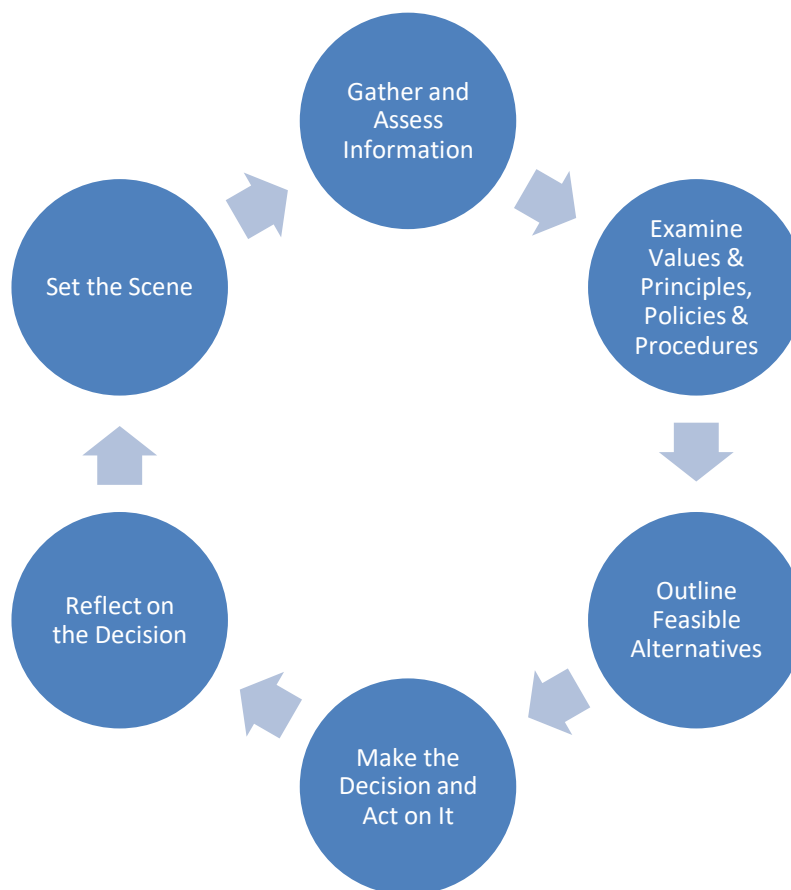 Gather and
Assess
Information
Examine
Values &
Principles,
Policies &
Procedures
Outline
Feasible
Alternatives
Make the
Decision and
Act on It
Reflect on
the Decision
Set the Scene